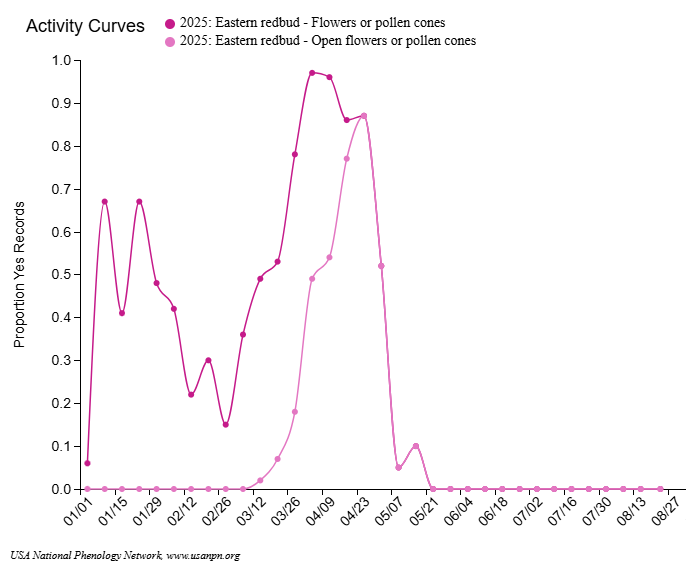 Activity Curves
2025: Eastern redbud - Flowers or pollen cones
2025: Eastern redbud - Open flowers or pollen cones
Proportion Yes Records
1.0
0.9
0.8
0.7
0.6
0.5
0.4
0.3
0.2
0.1
0.0
01/01 01/15 01/29 02/12 02/26 03/12 03/26 04/09 04/23 05/07 05/21 06/04 06/18 07/02 07/16 07/30 08/13 08/27
USA National Phenology Network, www.usanpn.org